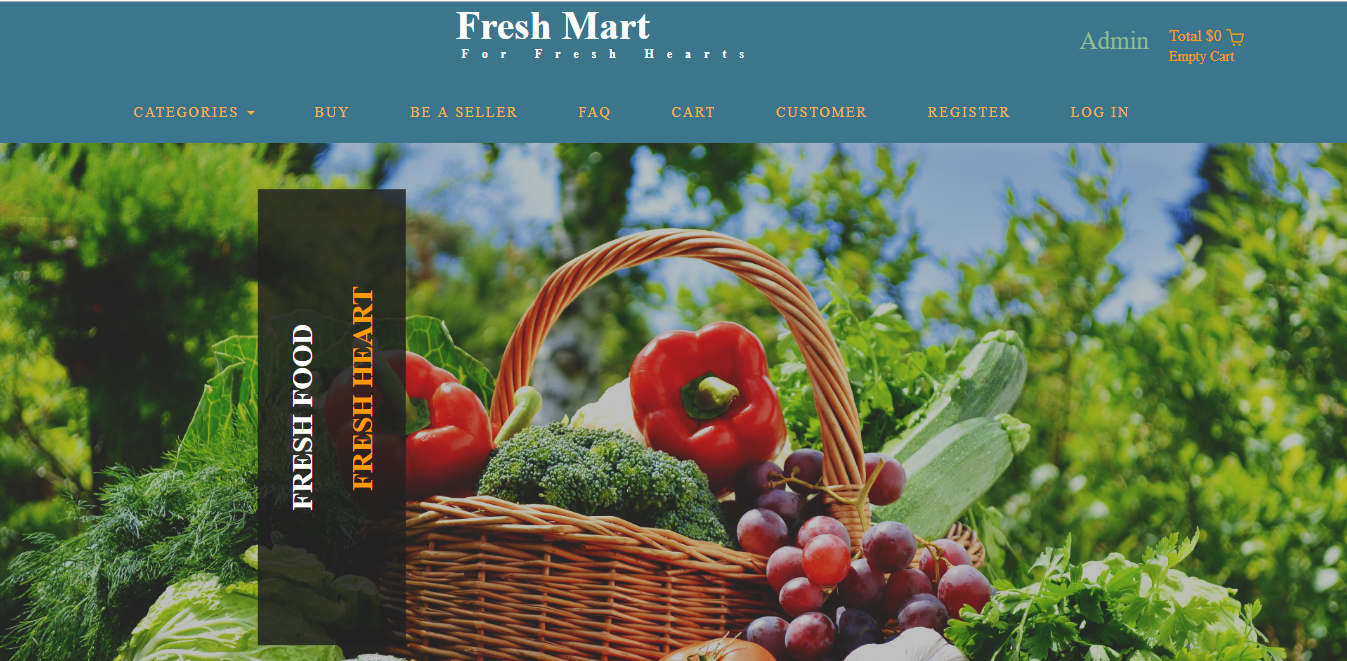 Fresh Mart
For Fresh Hearts
Admin
Total $0
Empty Cart
CATEGORIES
BUY
BE A SELLER
FAQ
CART
CUSTOMER
REGISTER
LOG IN
FRESH FOOD
FRESH HEART